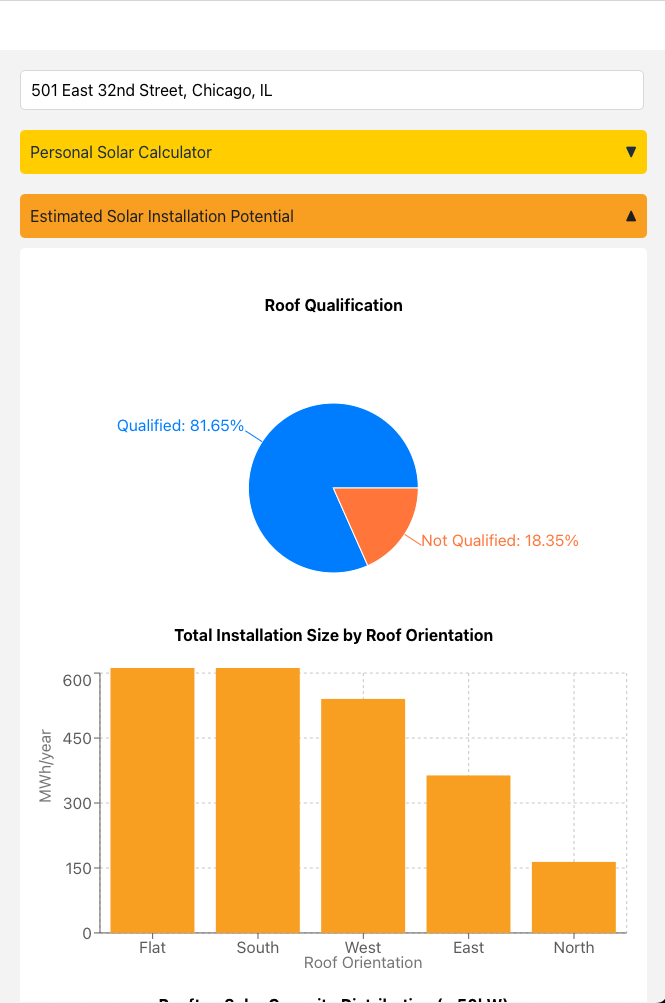 501 East 32nd Street, Chicago, IL
Personal Solar Calculator ▼
Estimated Solar Installation Potential ▲
Roof Qualification
Qualified: 81.65%
Not Qualified: 18.35%
Total Installation Size by Roof Orientation
600
450
300
150
0
MWh/year
Flat South West East North
Roof Orientation